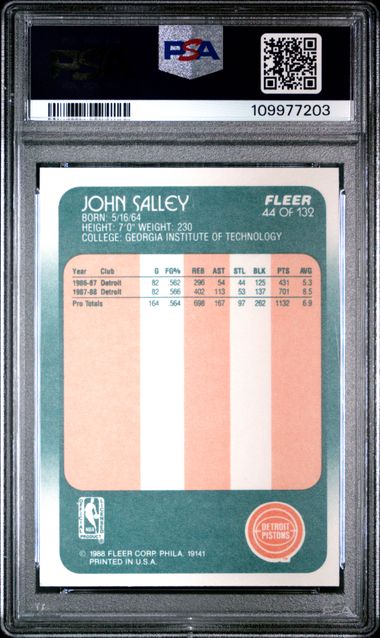 PSA
109977203
JOHN SALLEY
FLEER
44 OF 132
BORN: 5/16/64
HEIGHT: 7'0" WEIGHT: 230
COLLEGE: GEORGIA INSTITUTE OF TECHNOLOGY
Year Club G FG% REB AST STL BLK PTS AVG
1986-87 Detroit 82 .562 296 54 44 125 431 5.3
1987-88 Detroit 82 .566 402 113 53 137 701 8.5
Pro Totals 164 .564 698 167 97 262 1132 6.9
NBA
PRODUCT
DETROIT
PISTONS
© 1988 FLEER CORP. PHILA. 19141
PRINTED IN U.S.A.
PSA